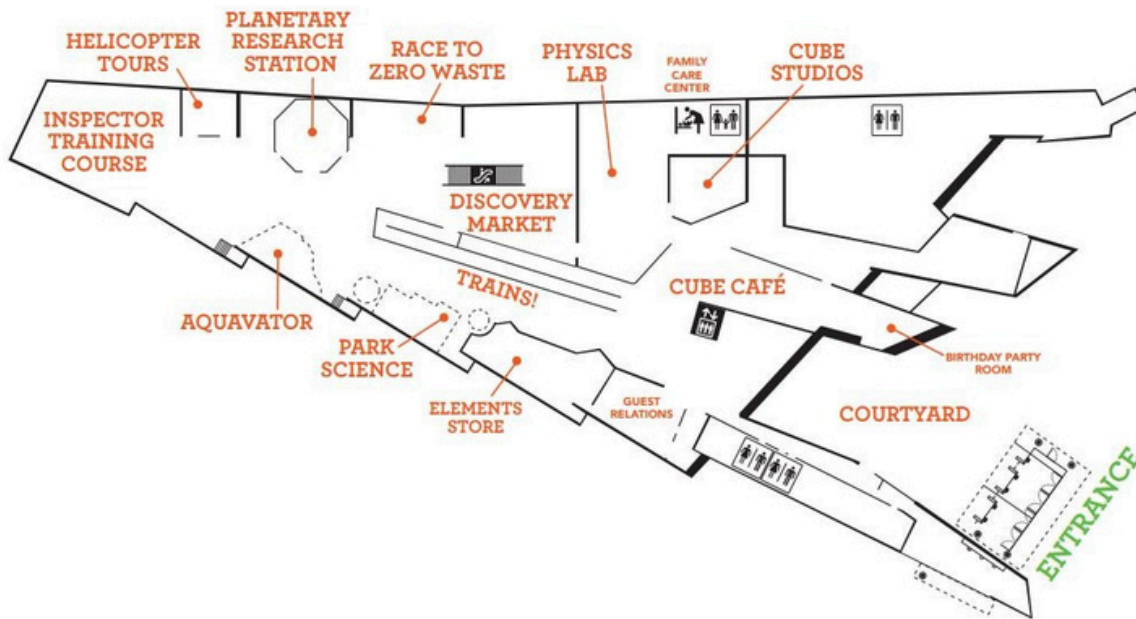 HELICOPTER
TOURS
PLANETARY
RESEARCH
STATION
RACE TO
ZERO WASTE
PHYSICS
LAB
FAMILY
CARE
CENTER
CUBE
STUDIOS
INSPECTOR
TRAINING
COURSE
DISCOVERY
MARKET
TRAINS!
CUBE CAFÉ
AQUAVATOR
PARK
SCIENCE
ELEMENTS
STORE
GUEST
RELATIONS
BIRTHDAY PARTY
ROOM
COURTYARD
ENTRANCE